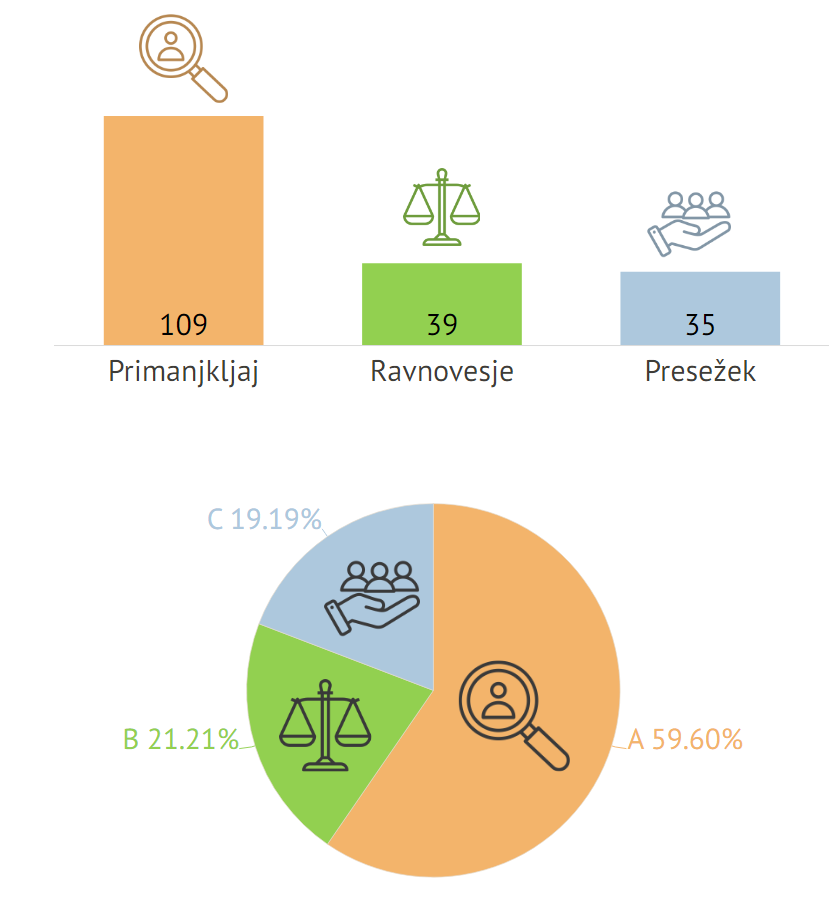 109
39
35
Primanjkljaj
Ravnovesje
Presežek
C 19.19%
B 21.21%
A 59.60%